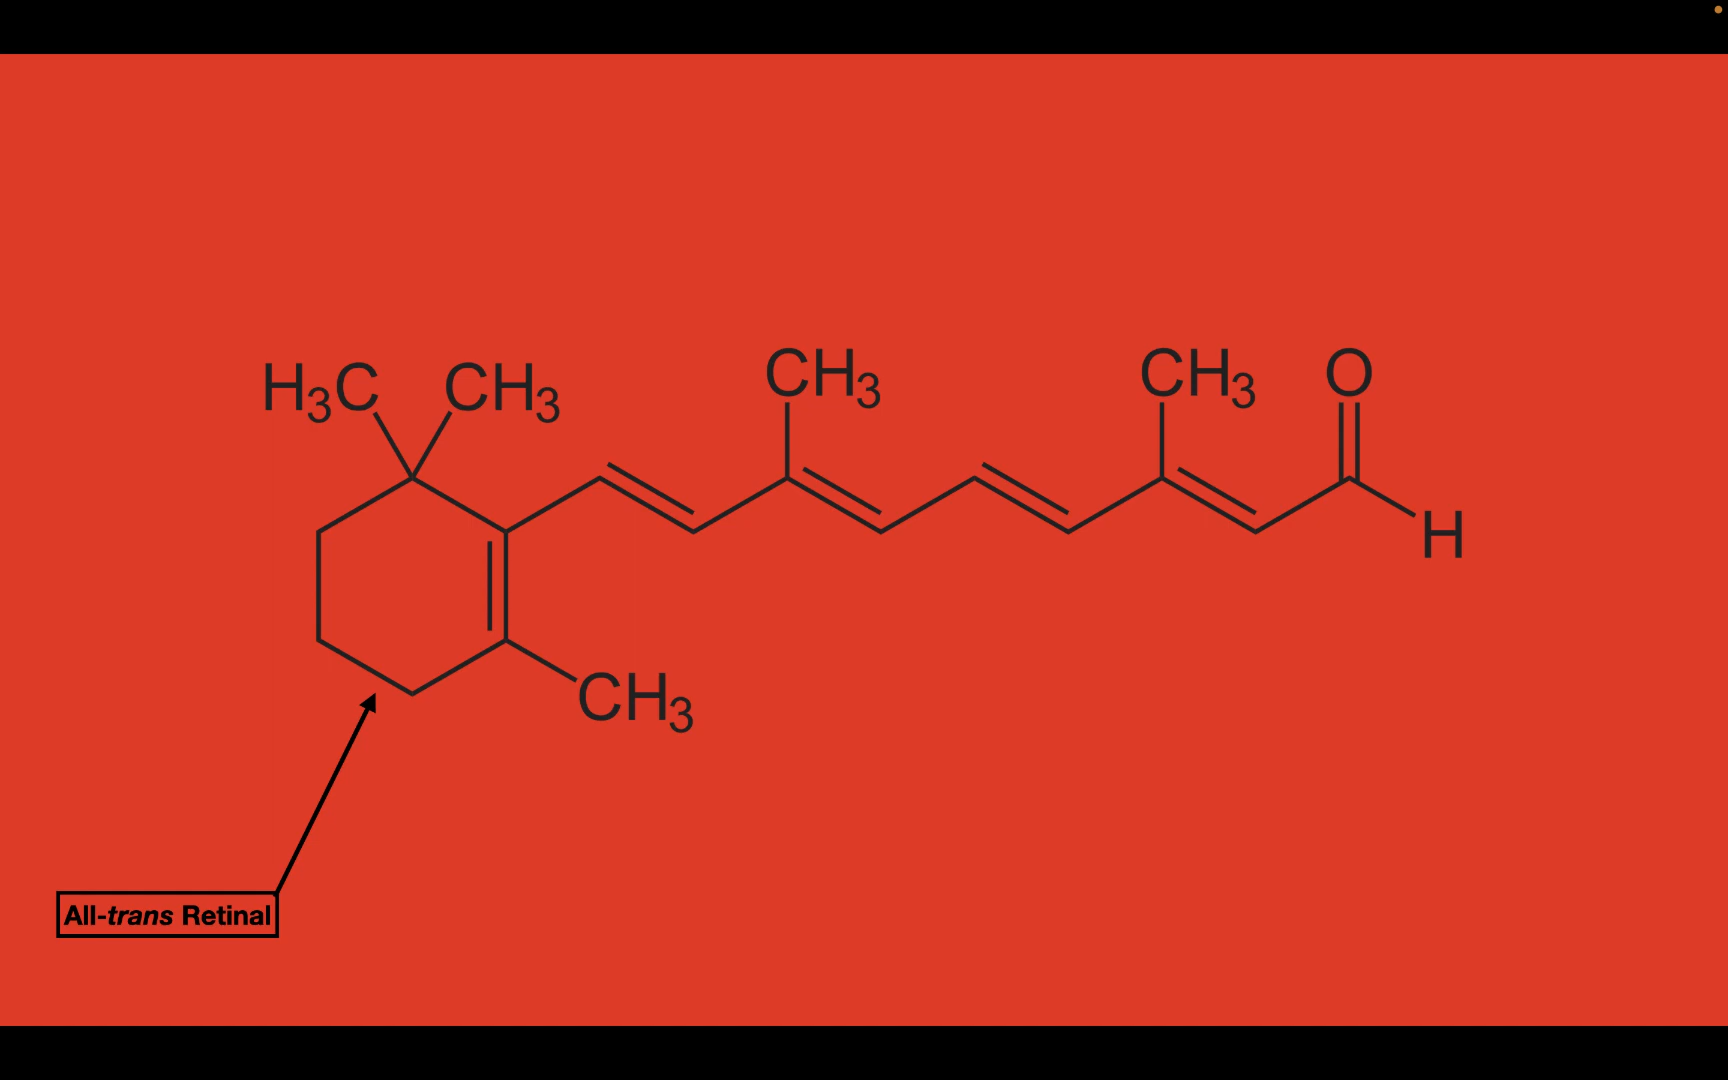 H₃C CH₃ CH₃ CH₃ O
H
CH₃
All-trans Retinal